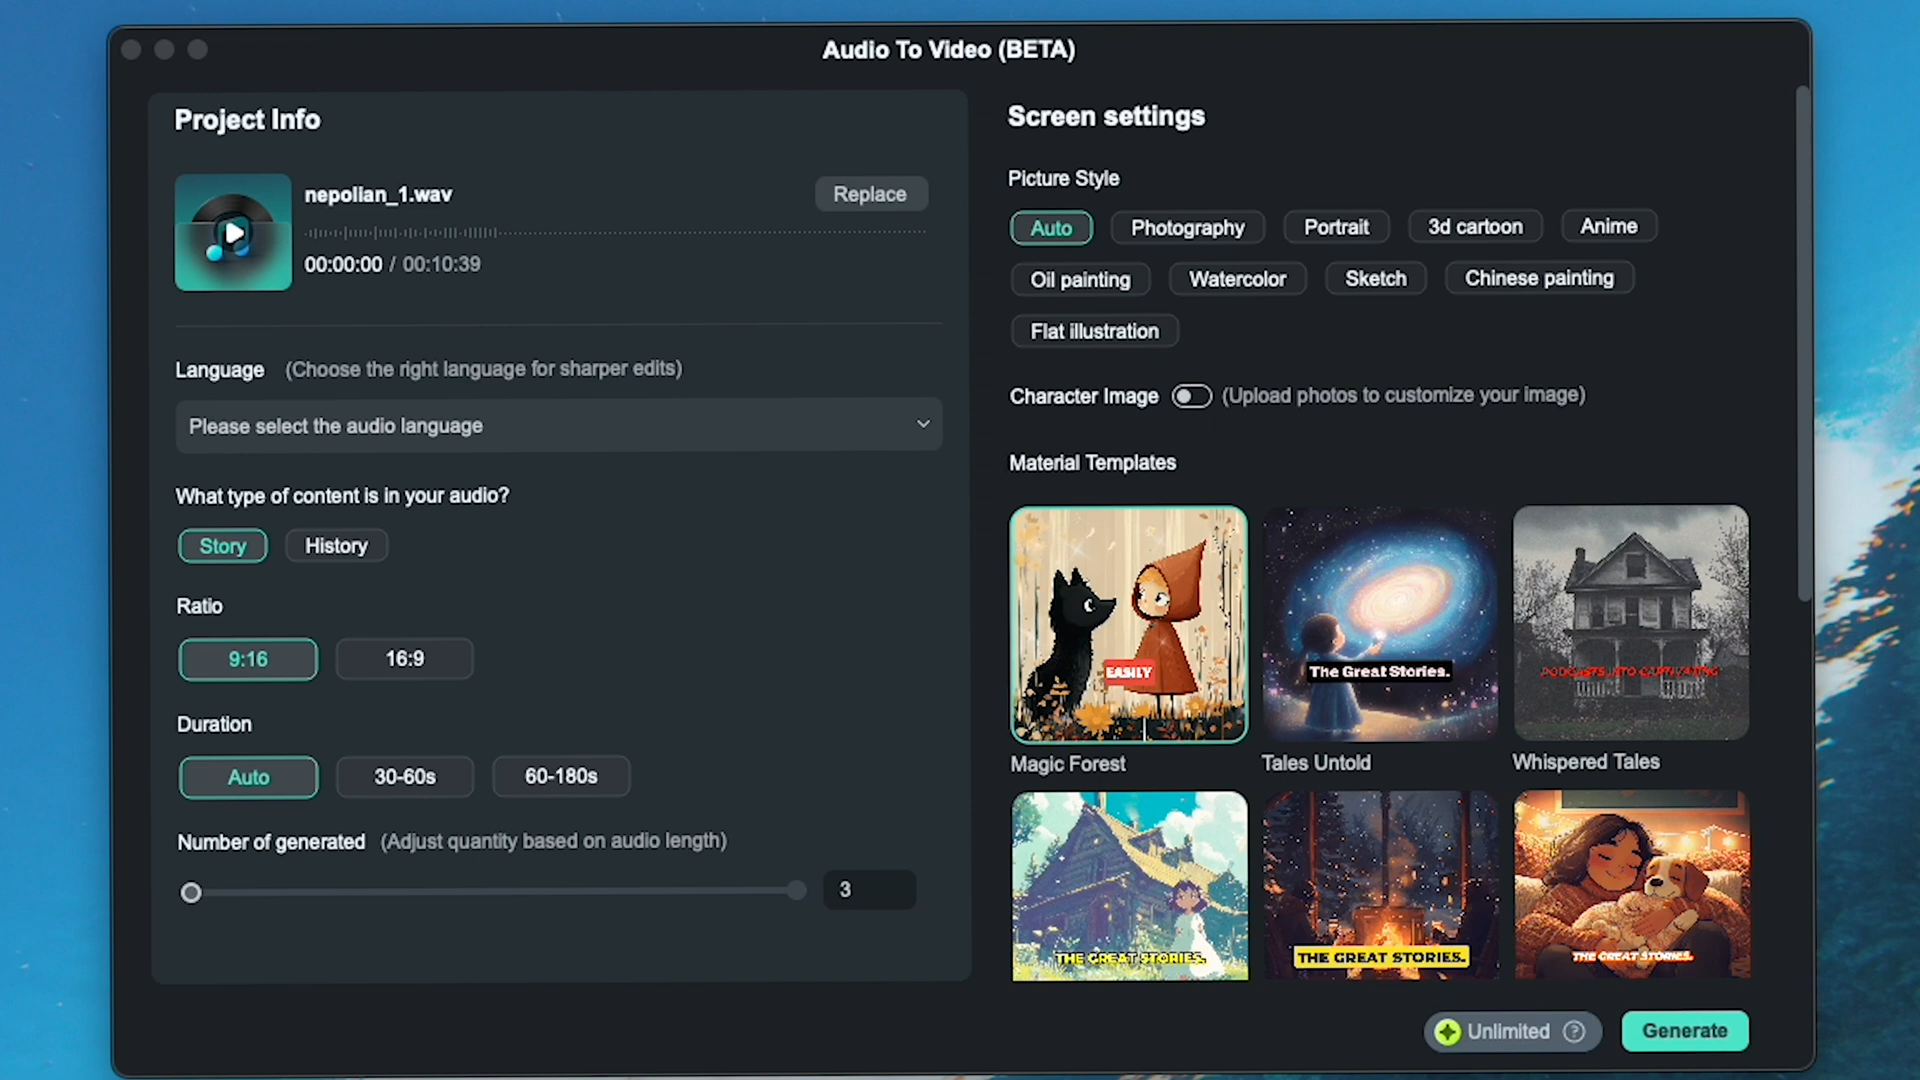 Audio To Video (BETA)
Project Info
nepolian_1.wav
Replace
00:00:00 / 00:10:39
Language (Choose the right language for sharper edits)
Please select the audio language
What type of content is in your audio?
Story History
Ratio
9:16 16:9
Duration
Auto 30-60s 60-180s
Number of generated (Adjust quantity based on audio length)
3
Screen settings
Picture Style
Auto Photography Portrait 3d cartoon Anime
Oil painting Watercolor Sketch Chinese painting
Flat illustration
Character Image (Upload photos to customize your image)
Material Templates
EASILY
The Great Stories.
PODCASTS INTO CAPTIVATING
Magic Forest Tales Untold Whispered Tales
THE GREAT STORIES.
THE GREAT STORIES.
THE GREAT STORIES.
Unlimited ?
Generate